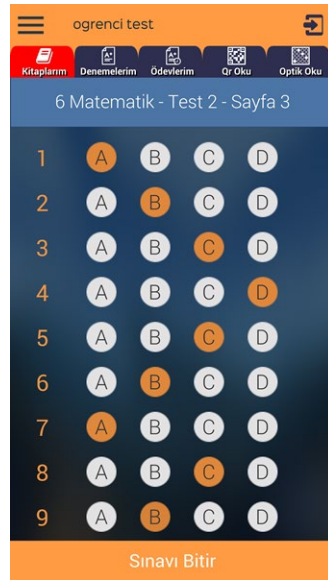 ogrenci test
Kitaplarım Denemelerim Ödevlerim Qr Oku Optik Oku
6 Matematik - Test 2 - Sayfa 3
1 A B C D
2 A B C D
3 A B C D
4 A B C D
5 A B C D
6 A B C D
7 A B C D
8 A B C D
9 A B C D
Sınavı Bitir